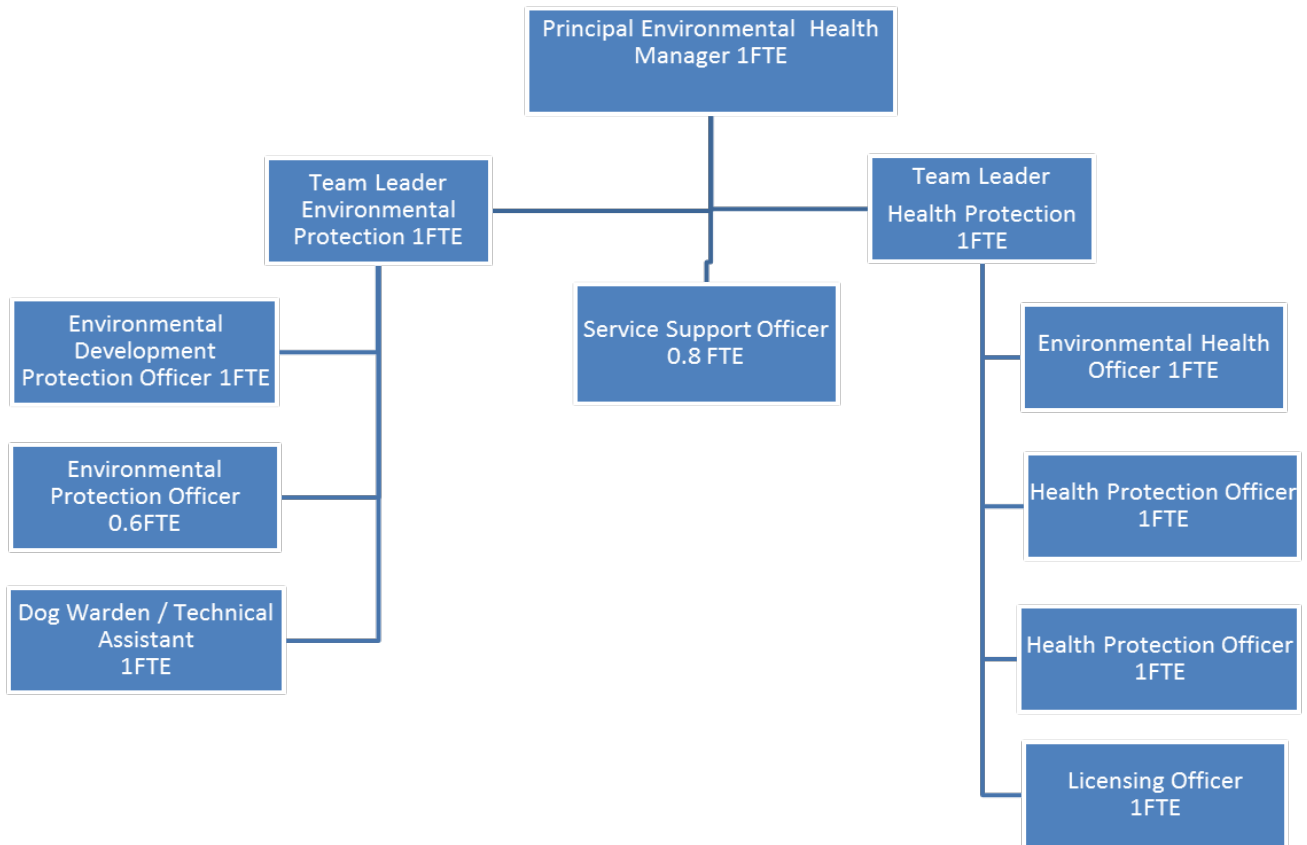 Principal Environmental Health
Manager 1FTE
Team Leader
Environmental
Protection 1FTE
Team Leader
Health Protection
1FTE
Service Support Officer
0.8 FTE
Environmental
Development
Protection Officer 1FTE
Environmental
Protection Officer
0.6FTE
Dog Warden / Technical
Assistant
1FTE
Environmental Health
Officer 1FTE
Health Protection Officer
1FTE
Health Protection Officer
1FTE
Licensing Officer
1FTE